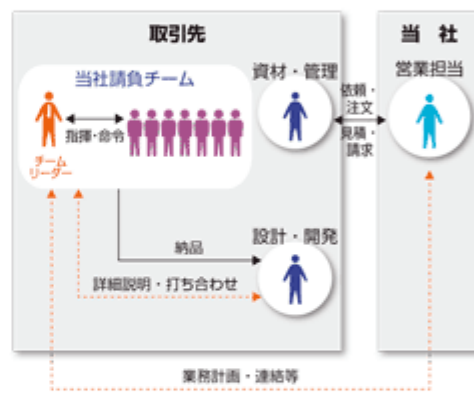 取引先
当社
当社請負チーム
資材・管理
営業担当
指揮・命令
チーム
リーダー
依頼・
注文
見積・
請求
納品
設計・開発
詳細説明・打ち合わせ
業務計画・連絡等